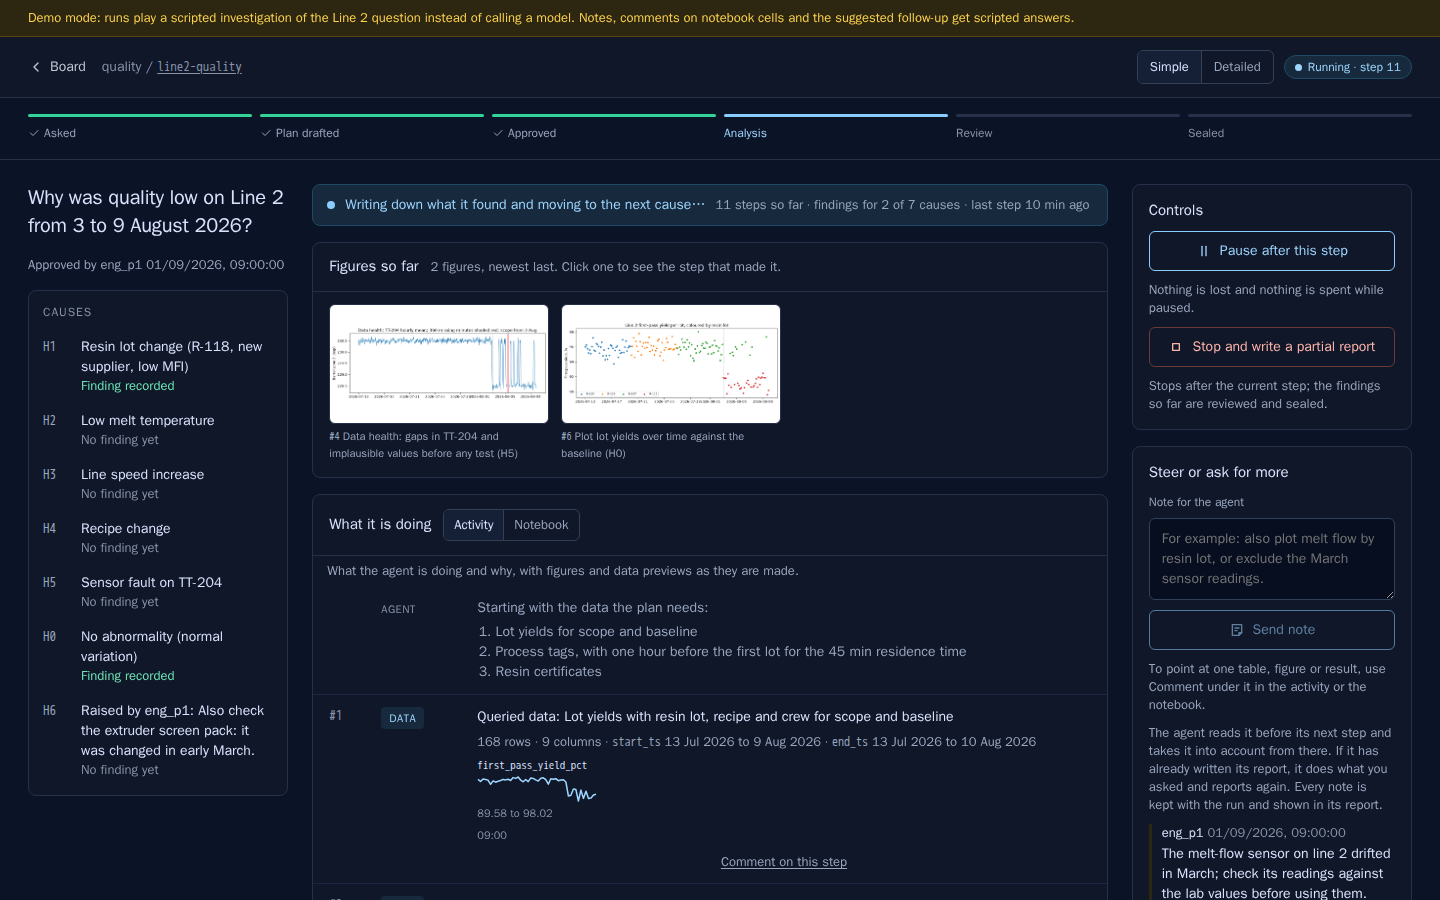 Demo mode: runs play a scripted investigation of the Line 2 question instead of calling a model. Notes, comments on notebook cells and the suggested follow-up get scripted answers.
Board quality / line2-quality
Simple Detailed Running · step 11
Asked Plan drafted Approved Analysis Review Sealed
Why was quality low on Line 2
from 3 to 9 August 2026?
Approved by eng_p1 01/09/2026, 09:00:00
CAUSES
H1 Resin lot change (R-118, new
supplier, low MFI)
Finding recorded
H2 Low melt temperature
No finding yet
H3 Line speed increase
No finding yet
H4 Recipe change
No finding yet
H5 Sensor fault on TT-204
No finding yet
H0 No abnormality (normal
variation)
Finding recorded
H6 Raised by eng_p1: Also check
the extruder screen pack: it
was changed in early March.
No finding yet
Writing down what it found and moving to the next cause··· 11 steps so far · findings for 2 of 7 causes · last step 10 min ago
Figures so far 2 figures, newest last. Click one to see the step that made it.
Line 2 first-pass yield per lot, coloured by resin lot
#4 Data health: gaps in TT-204 and
implausible values before any test (H5)
#6 Plot lot yields over time against the
baseline (H0)
What it is doing Activity Notebook
What the agent is doing and why, with figures and data previews as they are made.
AGENT Starting with the data the plan needs:
1. Lot yields for scope and baseline
2. Process tags, with one hour before the first lot for the 45 min residence time
3. Resin certificates
#1 DATA Queried data: Lot yields with resin lot, recipe and crew for scope and baseline
168 rows · 9 columns · start_ts 13 Jul 2026 to 9 Aug 2026 · end_ts 13 Jul 2026 to 10 Aug 2026
first_pass_yield_pct
89.58 to 98.02
09:00
Comment on this step
Controls
Pause after this step
Nothing is lost and nothing is spent while
paused.
Stop and write a partial report
Stops after the current step; the findings
so far are reviewed and sealed.
Steer or ask for more
Note for the agent
For example: also plot melt flow by
resin lot, or exclude the March
sensor readings.
Send note
To point at one table, figure or result, use
Comment under it in the activity or the
notebook.
The agent reads it before its next step and
takes it into account from there. If it has
already written its report, it does what you
asked and reports again. Every note is
kept with the run and shown in its report.
eng_p1 01/09/2026, 09:00:00
The melt-flow sensor on line 2 drifted
in March; check its readings against
the lab values before using them.